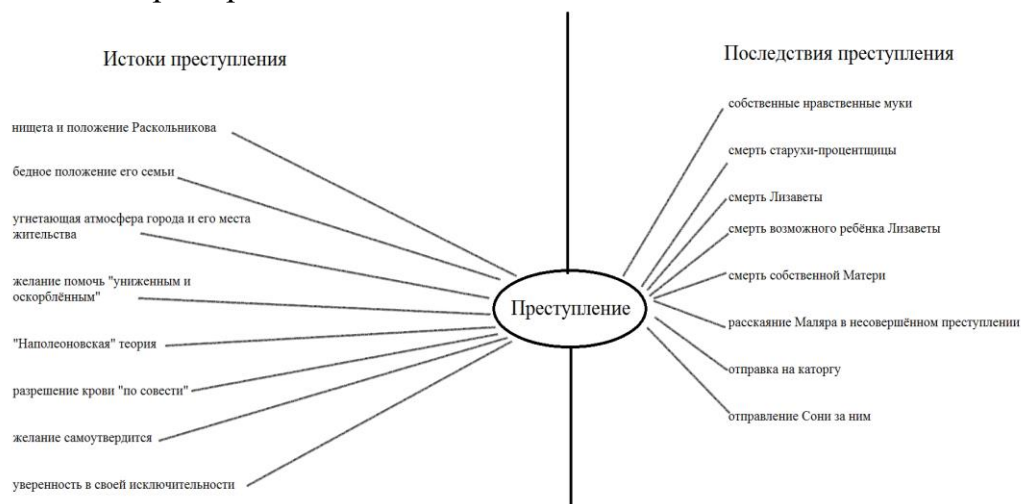 Истоки преступления
нищета и положение Раскольникова
бедное положение его семьи
угнетающая атмосфера города и его места
жительства
желание помочь "униженным и
оскорблённым"
"Наполеоновская" теория
разрешение крови "по совести"
желание самоутвердится
уверенность в своей исключительности
Преступление
Последствия преступления
собственные нравственные муки
смерть старухи-процентщицы
смерть Лизаветы
смерть возможного ребёнка Лизаветы
смерть собственной Матери
расскаяние Маляра в несовершённом преступлении
отправка на каторгу
отправление Сони за ним